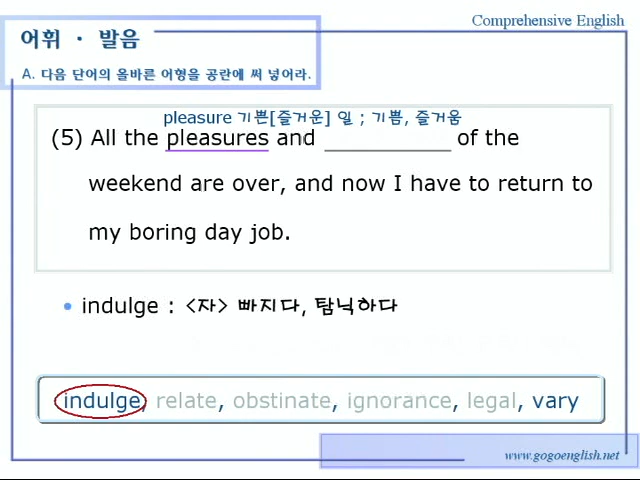 Comprehensive English
어휘 · 발음
A. 다음 단어의 올바른 어형을 공란에 써 넣어라.
pleasure 기쁜[즐거운] 일 ; 기쁨, 즐거움
(5) All the pleasures and __________ of the
weekend are over, and now I have to return to
my boring day job.
• indulge : <자> 빠지다, 탐닉하다
indulge, relate, obstinate, ignorance, legal, vary
www.gogoenglish.net